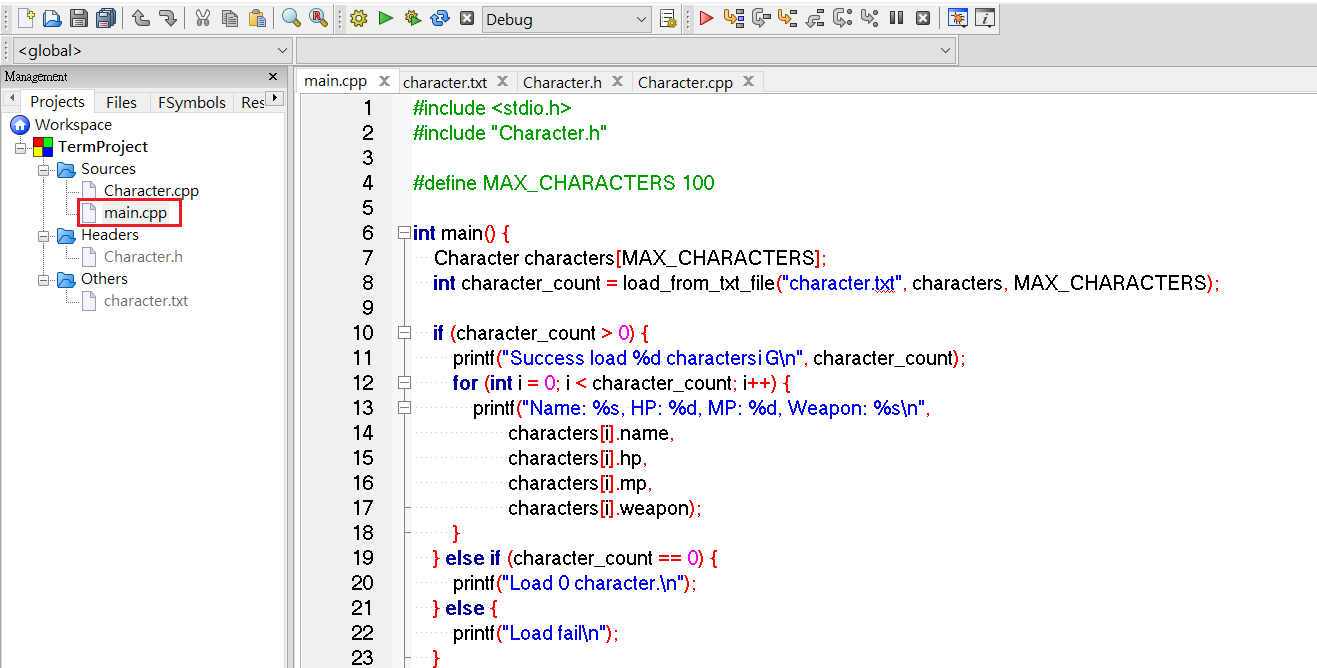 Debug
<global>
Management
Projects Files FSymbols Res
Workspace
TermProject
Sources
Character.cpp
main.cpp
Headers
Character.h
Others
character.txt
main.cpp character.txt Character.h Character.cpp
1 #include <stdio.h>
2 #include "Character.h"
3
4 #define MAX_CHARACTERS 100
5
6 int main() {
7 Character characters[MAX_CHARACTERS];
8 int character_count = load_from_txt_file("character.txt", characters, MAX_CHARACTERS);
9
10 if (character_count > 0) {
11 printf("Success load %d charactersi G\n", character_count);
12 for (int i = 0; i < character_count; i++) {
13 printf("Name: %s, HP: %d, MP: %d, Weapon: %s\n",
14 characters[i].name,
15 characters[i].hp,
16 characters[i].mp,
17 characters[i].weapon);
18 }
19 } else if (character_count == 0) {
20 printf("Load 0 character.\n");
21 } else {
22 printf("Load fail\n");
23 }